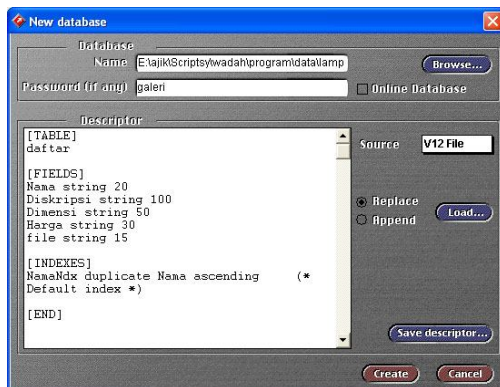 New database
Database
Name E:\ajik\Scriptsy\wadah\program\data\lamp Browse...
Password (if any) galeri Online Database
Descriptor
[TABLE]
daftar
Source V12 File
[FIELDS]
Nama string 20
Diskripsi string 100
Dimensi string 50
Harga string 30
file string 15
Replace
Append
Load...
[INDEXES]
NamaNdx duplicate Nama ascending (*
Default index *)
[END]
Save descriptor...
Create Cancel